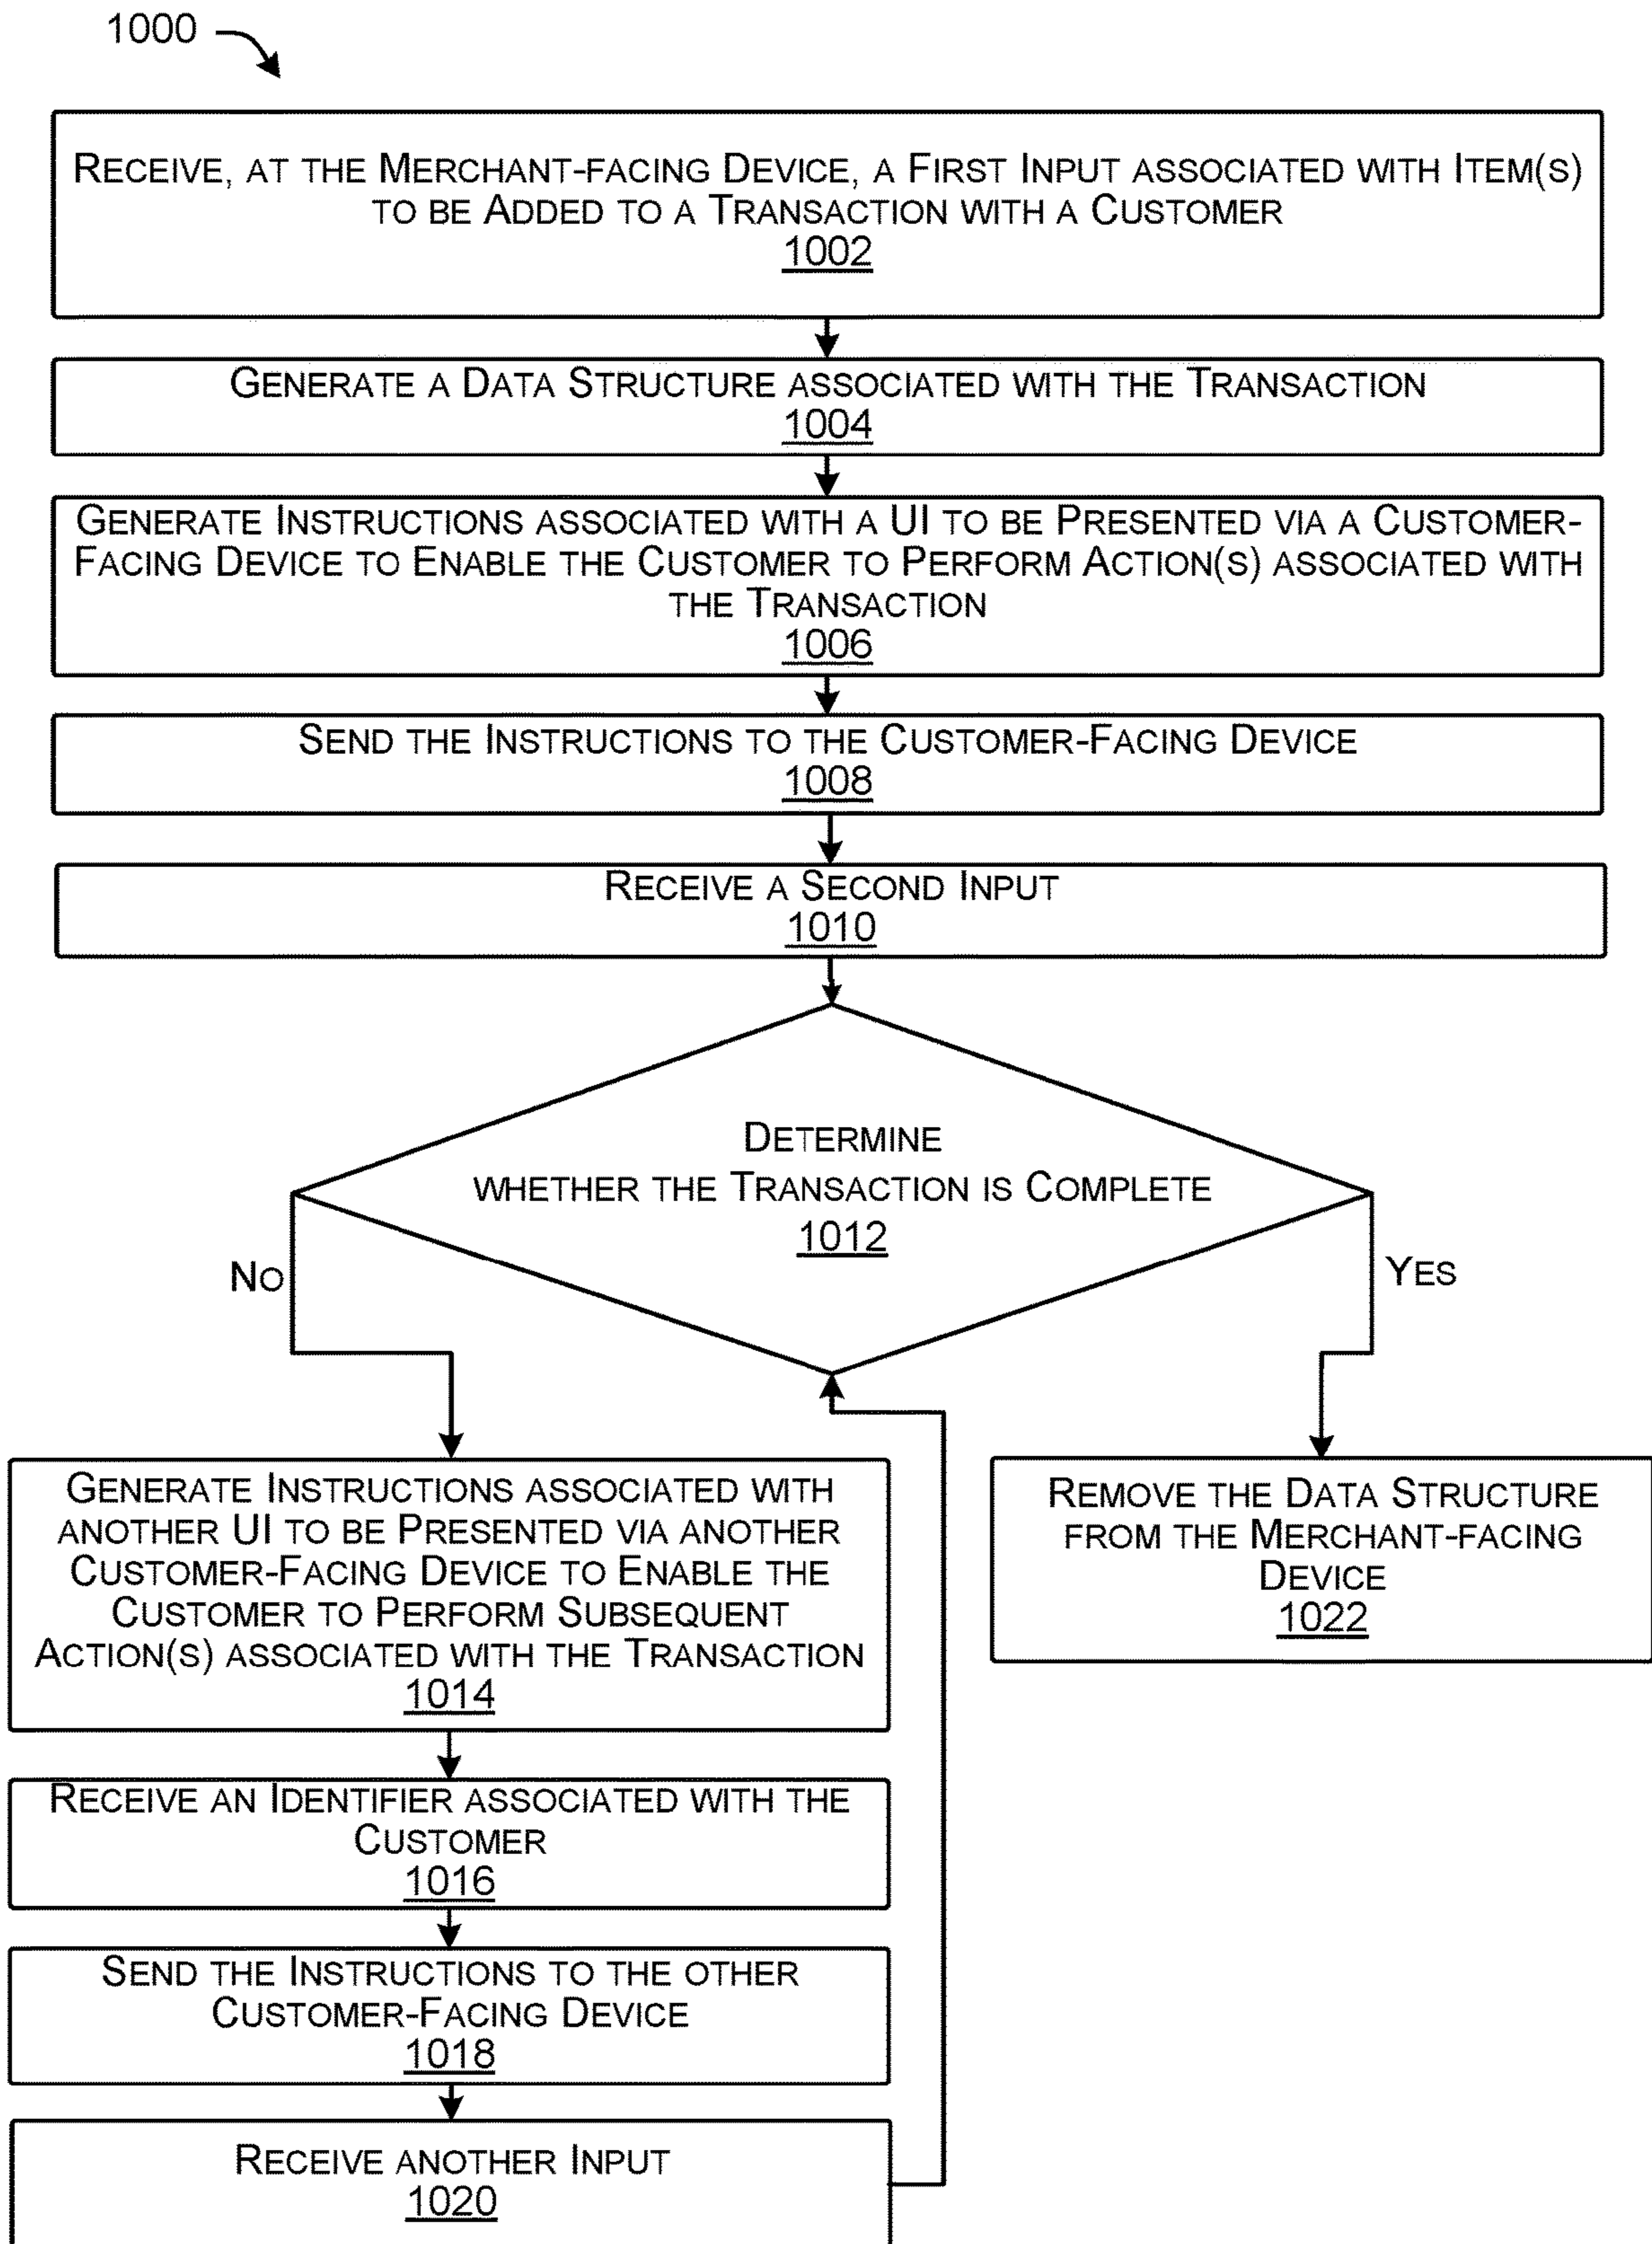 1000
RECEIVE, AT THE MERCHANT-FACING DEVICE, A FIRST INPUT ASSOCIATED WITH ITEM(S)
TO BE ADDED TO A TRANSACTION WITH A CUSTOMER
1002
GENERATE A DATA STRUCTURE ASSOCIATED WITH THE TRANSACTION
1004
GENERATE INSTRUCTIONS ASSOCIATED WITH A UI TO BE PRESENTED VIA A CUSTOMER-
FACING DEVICE TO ENABLE THE CUSTOMER TO PERFORM ACTION(S) ASSOCIATED WITH
THE TRANSACTION
1006
SEND THE INSTRUCTIONS TO THE CUSTOMER-FACING DEVICE
1008
RECEIVE A SECOND INPUT
1010
DETERMINE
WHETHER THE TRANSACTION IS COMPLETE
1012
NO
YES
GENERATE INSTRUCTIONS ASSOCIATED WITH
ANOTHER UI TO BE PRESENTED VIA ANOTHER
CUSTOMER-FACING DEVICE TO ENABLE THE
CUSTOMER TO PERFORM SUBSEQUENT
ACTION(S) ASSOCIATED WITH THE TRANSACTION
1014
REMOVE THE DATA STRUCTURE
FROM THE MERCHANT-FACING
DEVICE
1022
RECEIVE AN IDENTIFIER ASSOCIATED WITH THE
CUSTOMER
1016
SEND THE INSTRUCTIONS TO THE OTHER
CUSTOMER-FACING DEVICE
1018
RECEIVE ANOTHER INPUT
1020